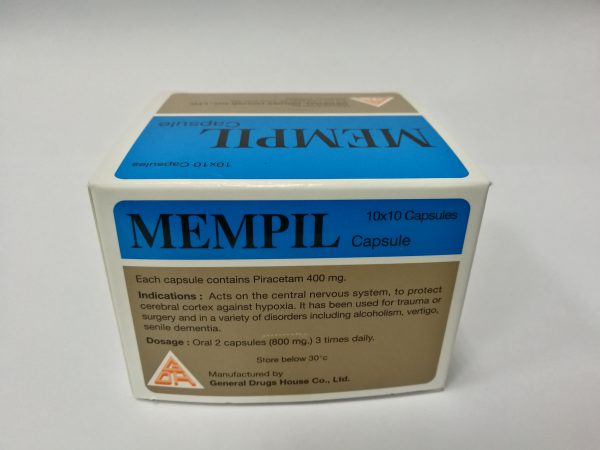 MEMPIL
Capsule
10x10 Capsules
MEMPIL
10x10 Capsules
Capsule
Each capsule contains Piracetam 400 mg.
Indications : Acts on the central nervous system, to protect
cerebral cortex against hypoxia. It has been used for trauma or
surgery and in a variety of disorders including alcoholism, vertigo,
senile dementia.
Dosage : Oral 2 capsules (800 mg.) 3 times daily.
Store below 30°c
GDH
Manufactured by
General Drugs House Co., Ltd.